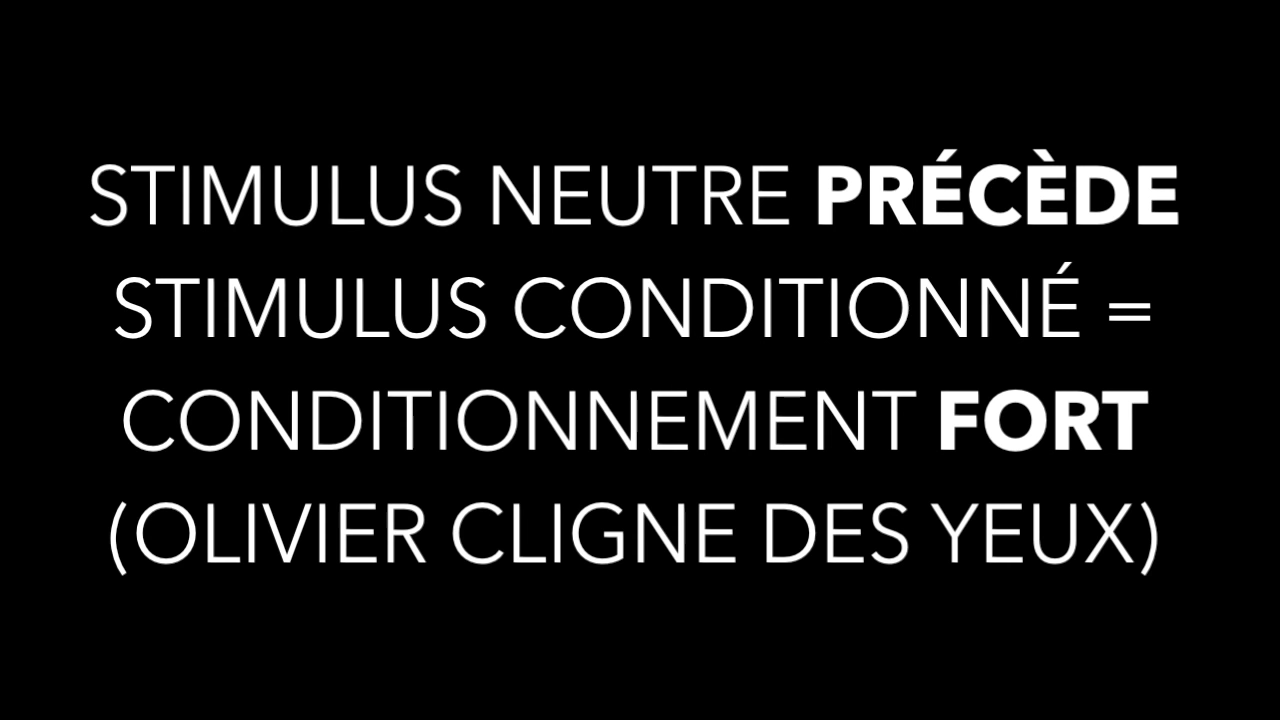 STIMULUS NEUTRE PRÉCÈDE
STIMULUS CONDITIONNÉ =
CONDITIONNEMENT FORT
(OLIVIER CLIGNE DES YEUX)